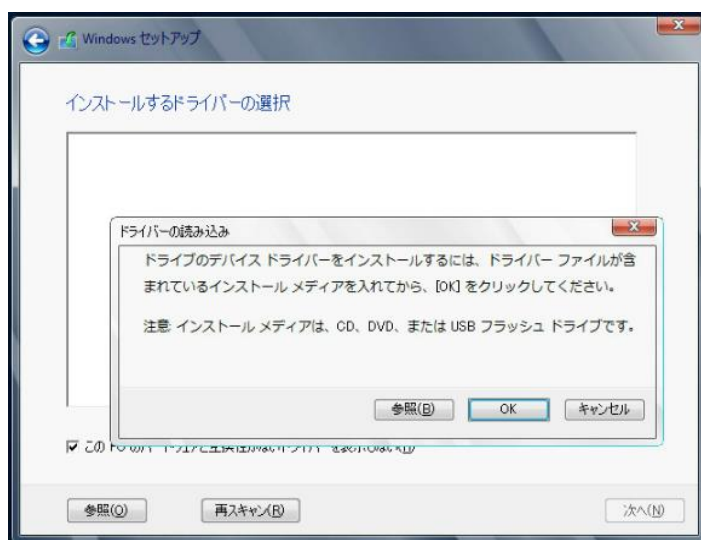 Windows セットアップ
インストールするドライバーの選択
ドライバーの読み込み
ドライブのデバイス ドライバーをインストールするには、ドライバー ファイルが含
まれているインストール メディアを入れてから、[OK] をクリックしてください。
注意: インストール メディアは、CD、DVD、または USB フラッシュ ドライブです。
参照(B) OK キャンセル
この
参照(O) 再スキャン(R) 次へ(N)